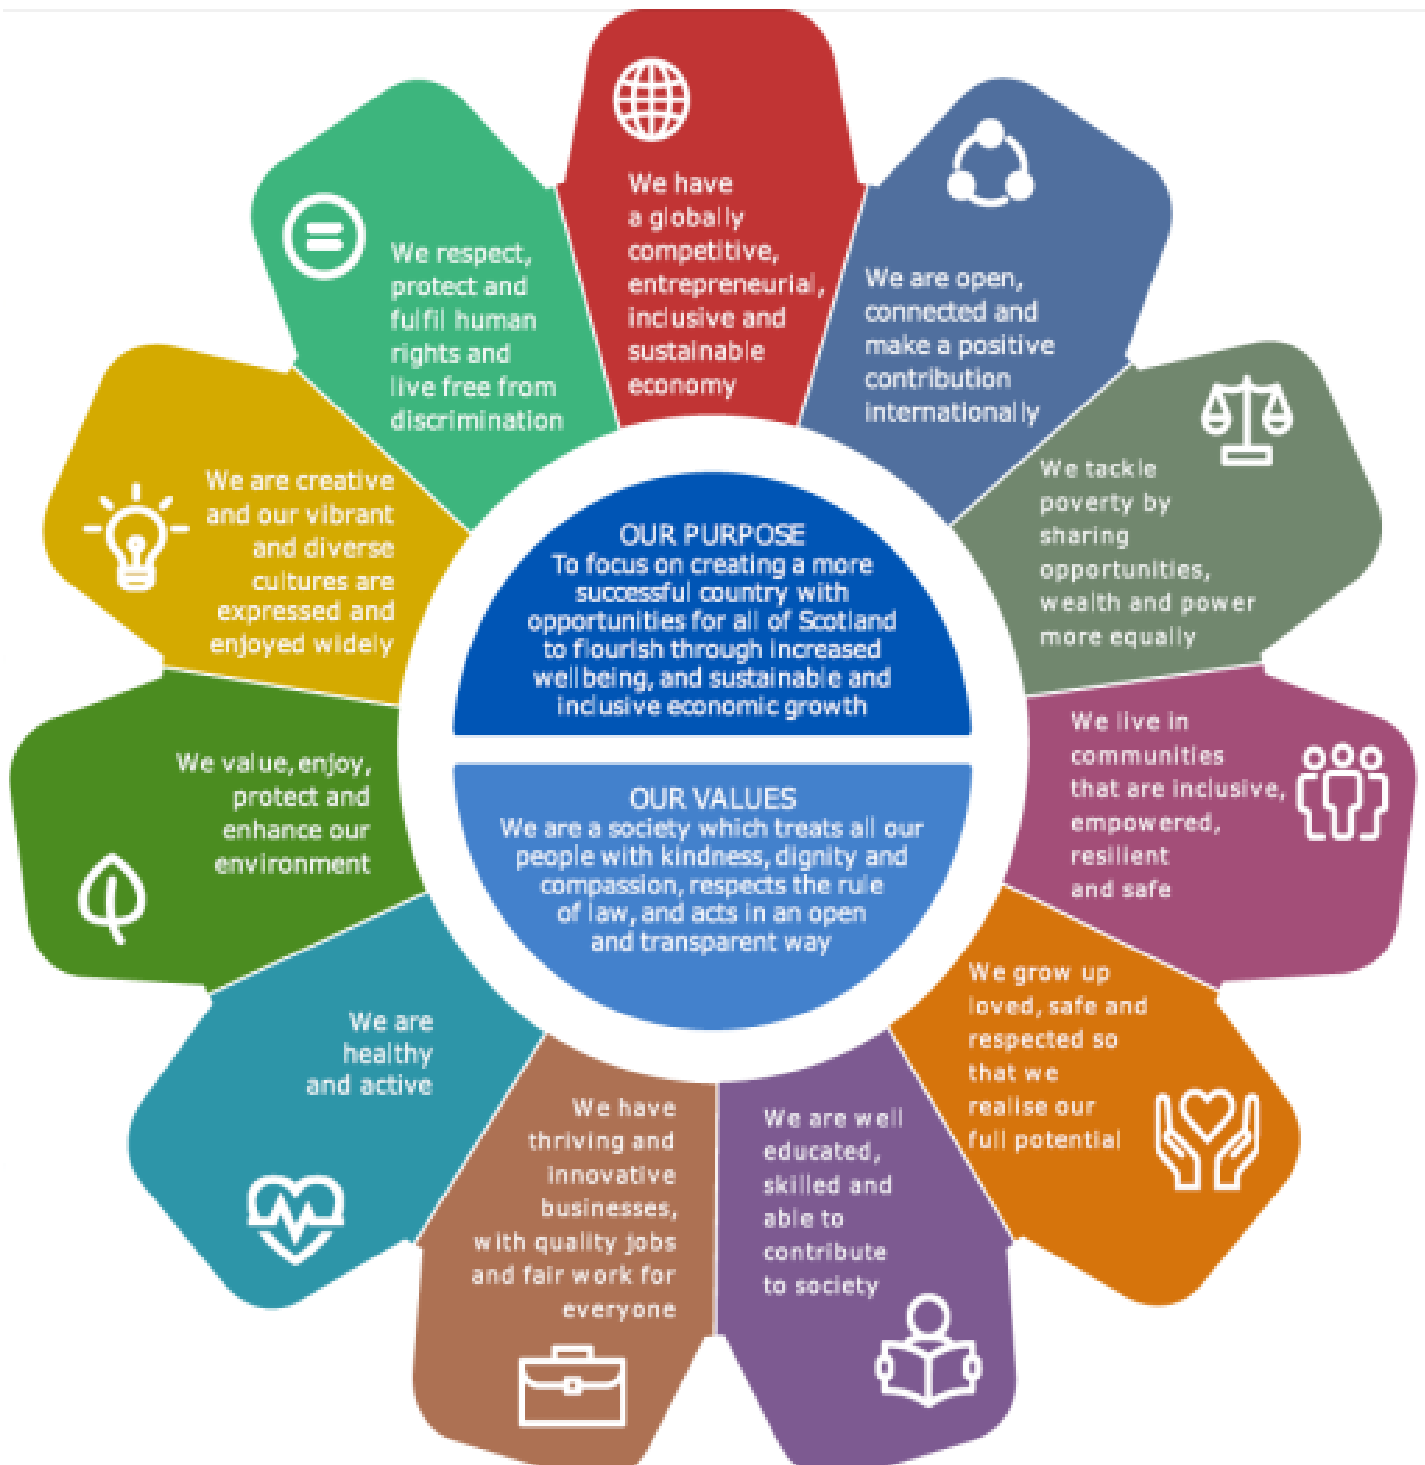 We have
a globally
competitive,
entrepreneurial,
inclusive and
sustainable
economy
We are open,
connected and
make a positive
contribution
internationally
We tackle
poverty by
sharing
opportunities,
wealth and power
more equally
We live in
communities
that are inclusive,
empowered,
resilient
and safe
We grow up
loved, safe and
respected so
that we
realise our
full potential
We are well
educated,
skilled and
able to
contribute
to society
We have
thriving and
innovative
businesses,
with quality jobs
and fair work for
everyone
We are
healthy
and active
We value, enjoy,
protect and
enhance our
environment
We are creative
and our vibrant
and diverse
cultures are
expressed and
enjoyed widely
We respect,
protect and
fulfil human
rights and
live free from
discrimination
OUR PURPOSE
To focus on creating a more
successful country with
opportunities for all of Scotland
to flourish through increased
wellbeing, and sustainable and
inclusive economic growth
OUR VALUES
We are a society which treats all our
people with kindness, dignity and
compassion, respects the rule
of law, and acts in an open
and transparent way